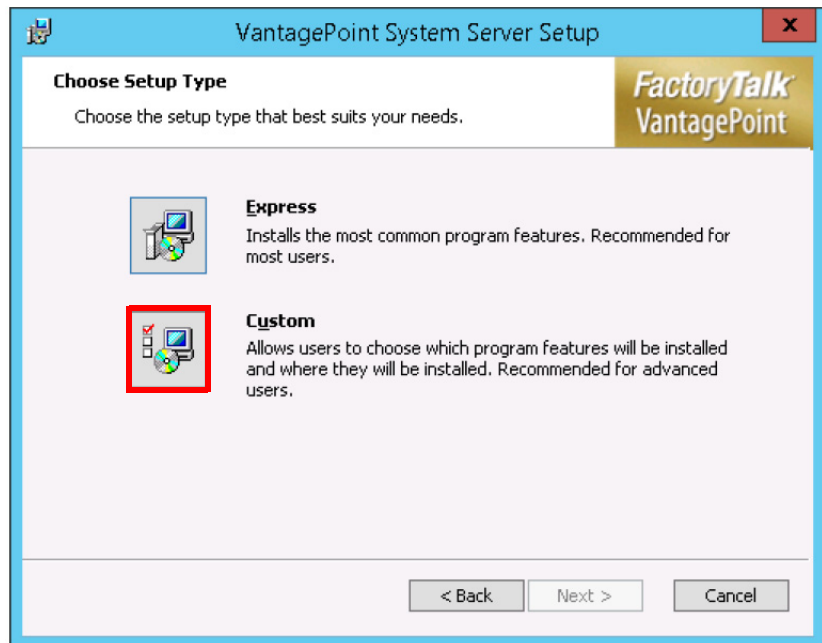 VantagePoint System Server Setup
x
Choose Setup Type
Choose the setup type that best suits your needs.
FactoryTalk
VantagePoint
Express
Installs the most common program features. Recommended for
most users.
Custom
Allows users to choose which program features will be installed
and where they will be installed. Recommended for advanced
users.
< Back
Next >
Cancel